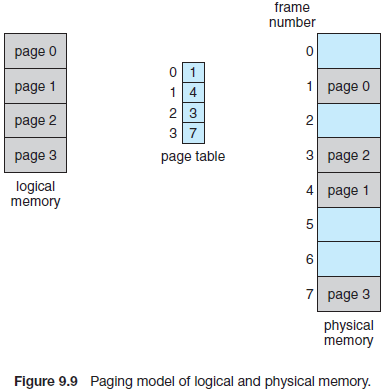 frame
number
page 0
page 1
page 2
page 3
logical
memory
0 1
1 4
2 3
3 7
page table
0
1 page 0
2
3 page 2
4 page 1
5
6
7 page 3
physical
memory
Figure 9.9 Paging model of logical and physical memory.